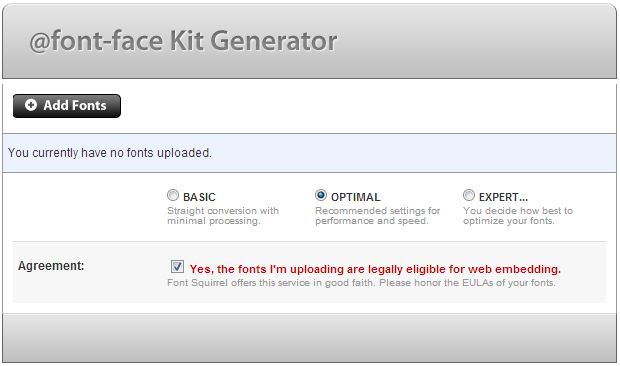 @font-face Kit Generator
Add Fonts
You currently have no fonts uploaded.
BASIC
Straight conversion with
minimal processing.
OPTIMAL
Recommended settings for
performance and speed.
EXPERT...
You decide how best to
optimize your fonts.
Agreement:
Yes, the fonts I'm uploading are legally eligible for web embedding.
Font Squirrel offers this service in good faith. Please honor the EULAs of your fonts.